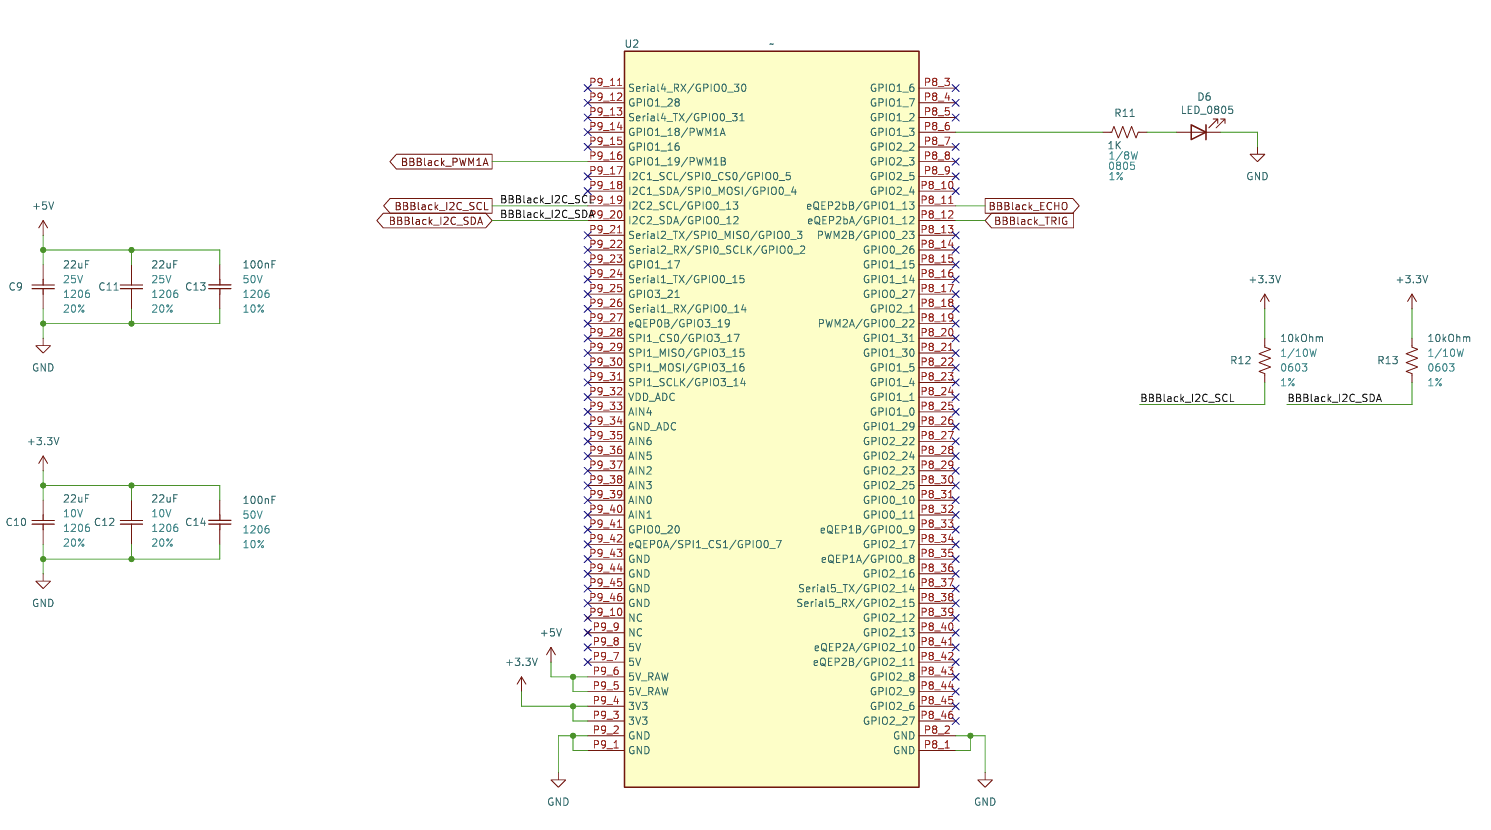 U2
~
P9_11 Serial4_RX/GPIO0_30 GPIO1_6 P8_3
P9_12 GPIO1_28 GPIO1_7 P8_4
P9_13 Serial4_TX/GPIO0_31 GPIO1_2 P8_5
P9_14 GPIO1_18/PWM1A GPIO1_3 P8_6
P9_15 GPIO1_16 GPIO2_2 P8_7
BBBlack_PWM1A P9_16 GPIO1_19/PWM1B GPIO2_3 P8_8
P9_17 I2C1_SCL/SPI0_CS0/GPIO0_5 GPIO2_5 P8_9
P9_18 I2C1_SDA/SPI0_MOSI/GPIO0_4 GPIO2_4 P8_10
BBBlack_I2C_SCL BBBlack_I2C_SCL P9_19 I2C2_SCL/GPIO0_13 eQEP2bB/GPIO1_13 P8_11 BBBlack_ECHO
BBBlack_I2C_SDA BBBlack_I2C_SDA P9_20 I2C2_SDA/GPIO0_12 eQEP2bA/GPIO1_12 P8_12 BBBlack_TRIG
P9_21 Serial2_TX/SPI0_MISO/GPIO0_3 PWM2B/GPIO0_23 P8_13
P9_22 Serial2_RX/SPI0_SCLK/GPIO0_2 GPIO0_26 P8_14
P9_23 GPIO1_17 GPIO1_15 P8_15
P9_24 Serial1_TX/GPIO0_15 GPIO1_14 P8_16
P9_25 GPIO3_21 GPIO0_27 P8_17
P9_26 Serial1_RX/GPIO0_14 GPIO2_1 P8_18
P9_27 eQEP0B/GPIO3_19 PWM2A/GPIO0_22 P8_19
P9_28 SPI1_CS0/GPIO3_17 GPIO1_31 P8_20
P9_29 SPI1_MISO/GPIO3_15 GPIO1_30 P8_21
P9_30 SPI1_MOSI/GPIO3_16 GPIO1_5 P8_22
P9_31 SPI1_SCLK/GPIO3_14 GPIO1_4 P8_23
P9_32 VDD_ADC GPIO1_1 P8_24
P9_33 AIN4 GPIO1_0 P8_25
P9_34 GND_ADC GPIO1_29 P8_26
P9_35 AIN6 GPIO2_22 P8_27
P9_36 AIN5 GPIO2_24 P8_28
P9_37 AIN2 GPIO2_23 P8_29
P9_38 AIN3 GPIO2_25 P8_30
P9_39 AIN0 GPIO0_10 P8_31
P9_40 AIN1 GPIO0_11 P8_32
P9_41 GPIO0_20 eQEP1B/GPIO0_9 P8_33
P9_42 eQEP0A/SPI1_CS1/GPIO0_7 GPIO2_17 P8_34
P9_43 GND eQEP1A/GPIO0_8 P8_35
P9_44 GND GPIO2_16 P8_36
P9_45 GND Serial5_TX/GPIO2_14 P8_37
P9_46 GND Serial5_RX/GPIO2_15 P8_38
P9_10 NC GPIO2_12 P8_39
P9_9 NC GPIO2_13 P8_40
P9_8 5V eQEP2A/GPIO2_10 P8_41
P9_7 5V eQEP2B/GPIO2_11 P8_42
P9_6 5V_RAW GPIO2_8 P8_43
P9_5 5V_RAW GPIO2_9 P8_44
P9_4 3V3 GPIO2_6 P8_45
P9_3 3V3 GPIO2_27 P8_46
P9_2 GND GND P8_2
P9_1 GND GND P8_1
+5V
+3.3V
GND
GND
+5V
C9
22uF
25V
1206
20%
C11
22uF
25V
1206
20%
C13
100nF
50V
1206
10%
GND
+3.3V
C10
22uF
10V
1206
20%
C12
22uF
10V
1206
20%
C14
100nF
50V
1206
10%
GND
R11
1K
1/8W
0805
1%
D6
LED_0805
GND
+3.3V
R12
10kOhm
1/10W
0603
1%
BBBlack_I2C_SCL
+3.3V
R13
10kOhm
1/10W
0603
1%
BBBlack_I2C_SDA